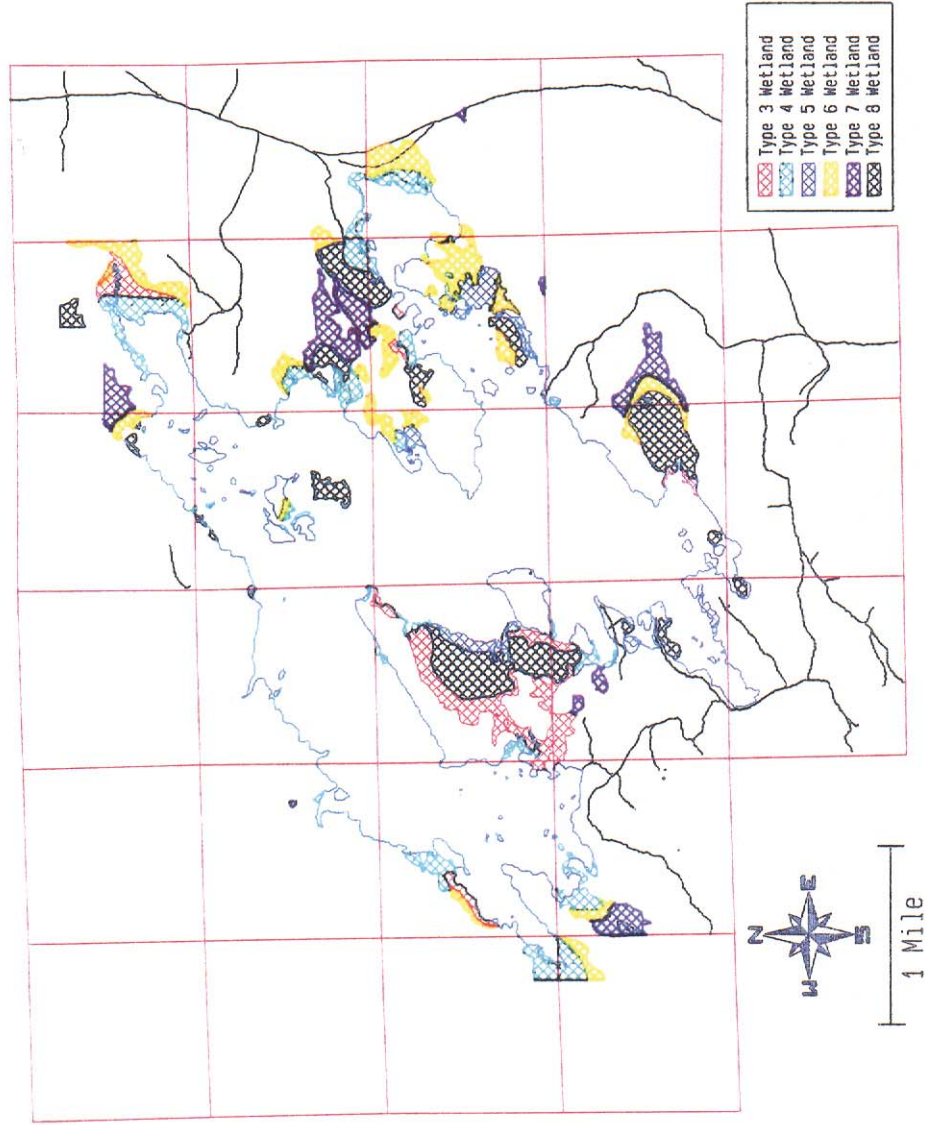 Type 3 Wetland
Type 4 Wetland
Type 5 Wetland
Type 6 Wetland
Type 7 Wetland
Type 8 Wetland
N
W
E
S
1 Mile